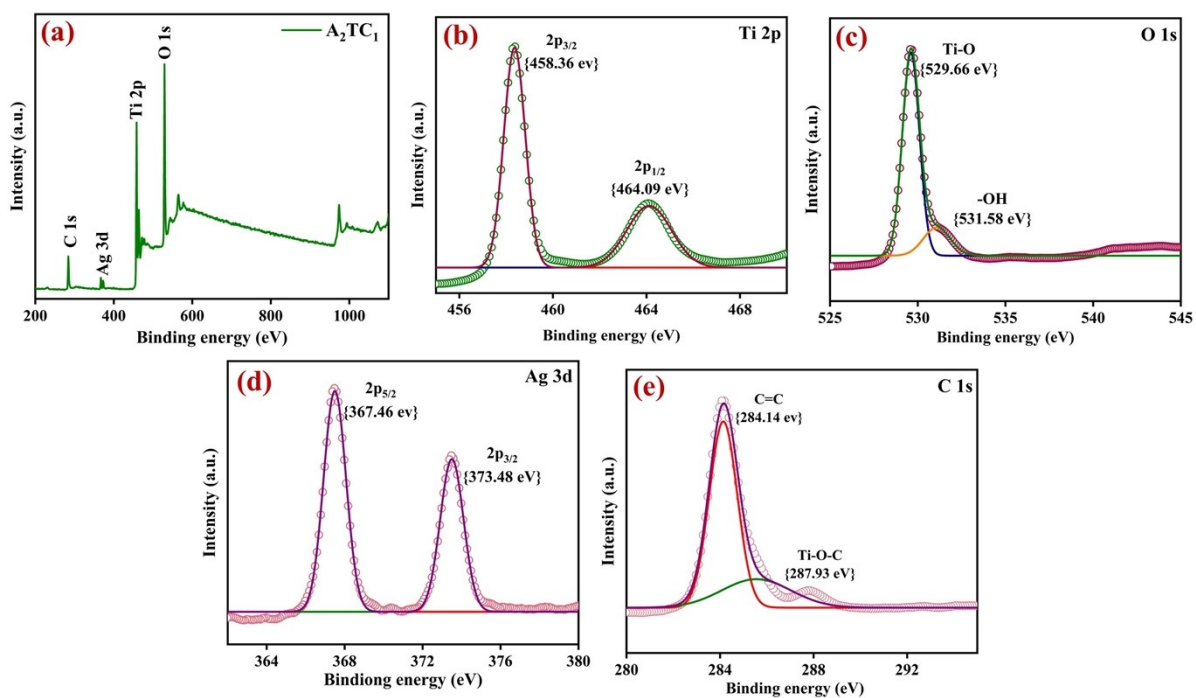 (a)
A₂TC₁
C 1s
Ag 3d
Ti 2p
O 1s
Intensity (a.u.)
200 400 600 800 1000
Binding energy (eV)
(b)
Ti 2p
2p₃/₂
{458.36 ev}
2p₁/₂
{464.09 eV}
Intensity (a.u.)
456 460 464 468
Binding energy (eV)
(c)
O 1s
Ti-O
{529.66 eV}
-OH
{531.58 eV}
Intensity (a.u.)
525 530 535 540 545
Binding energy (eV)
(d)
Ag 3d
2p₅/₂
{367.46 ev}
2p₃/₂
{373.48 eV}
Intensity (a.u.)
364 368 372 376 380
Bindiong energy (eV)
(e)
C 1s
C=C
{284.14 ev}
Ti-O-C
{287.93 eV}
Intensity (a.u.)
280 284 288 292
Binding energy (eV)